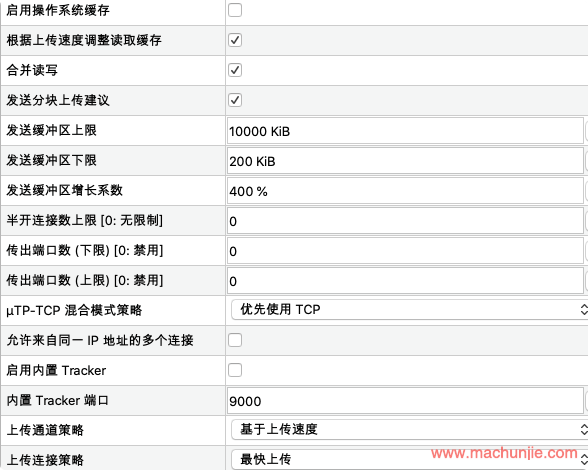 启用操作系统缓存
根据上传速度调整读取缓存
合并读写
发送分块上传建议
发送缓冲区上限 10000 KiB
发送缓冲区下限 200 KiB
发送缓冲区增长系数 400 %
半开连接数上限 [0: 无限制] 0
传出端口数 (下限) [0: 禁用] 0
传出端口数 (上限) [0: 禁用] 0
μTP-TCP 混合模式策略 优先使用 TCP
允许来自同一 IP 地址的多个连接
启用内置 Tracker
内置 Tracker 端口 9000
上传通道策略 基于上传速度
上传连接策略 最快上传
www.machunjie.com